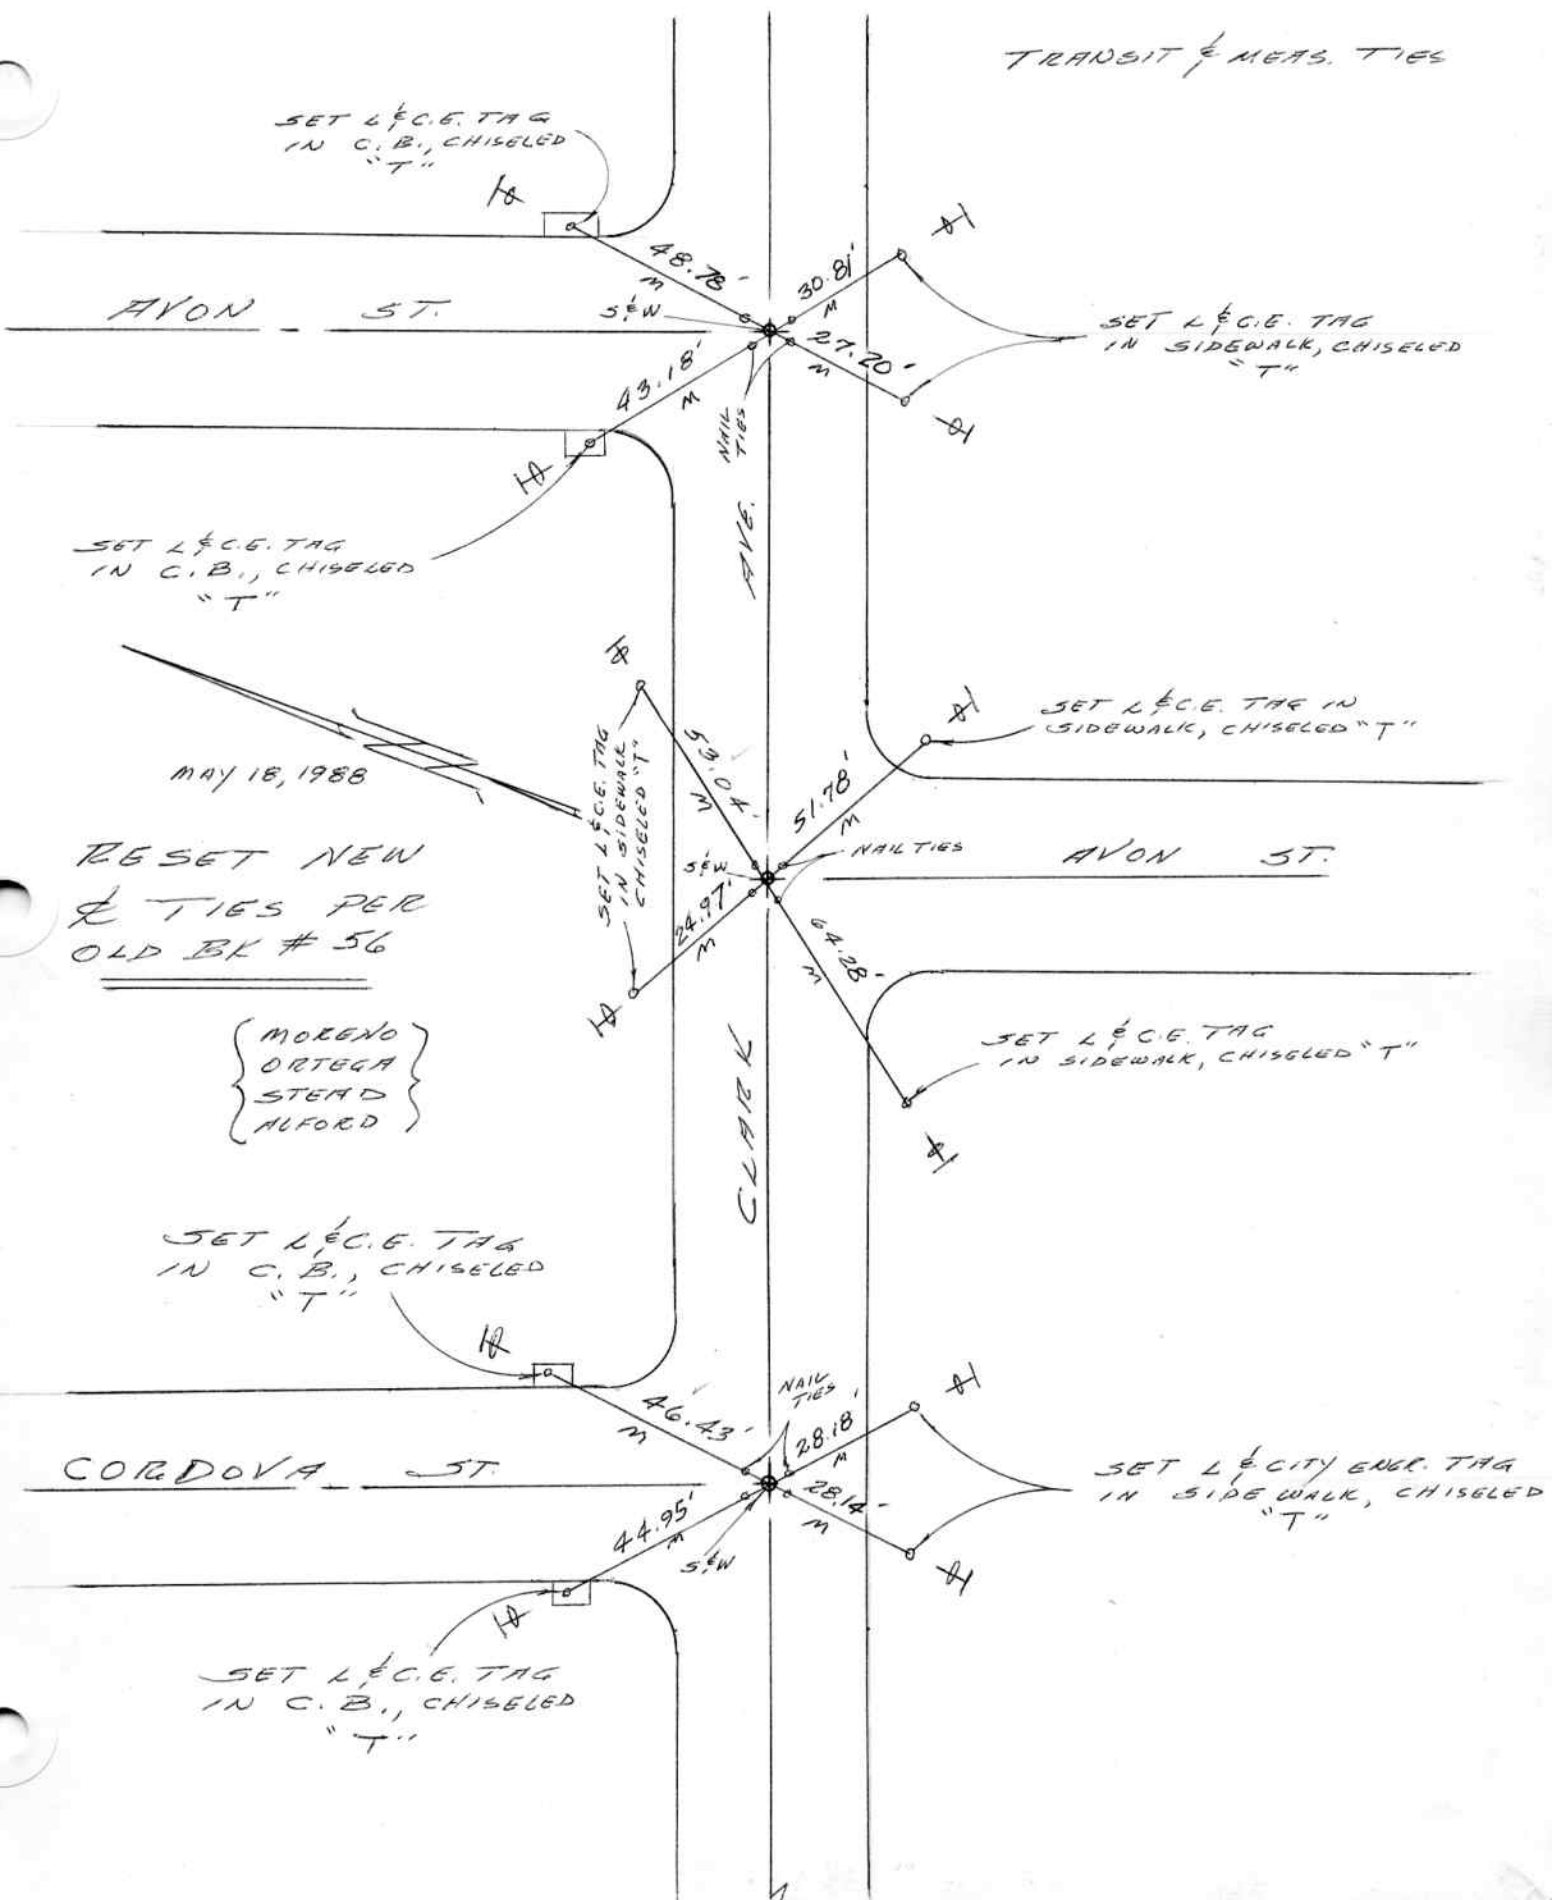 TRANSIT & MEAS. TIES
SET L & C.E. TAG
IN C.B., CHISELED
"T"
48.78'
M
30.81'
M
AVON ST.
S & W
27.20'
M
SET L & C.E. TAG
IN SIDEWALK, CHISELED
"T"
43.18'
M
NAIL
TIES
AVE.
SET L & C.E. TAG
IN C.B., CHISELED
"T"
SET L & C.E. TAG IN
SIDEWALK, CHISELED "T"
53.04'
M
SET L & C.E. TAG
IN SIDEWALK
CHISELED "T"
MAY 18, 1988
51.78'
M
RESET NEW
℄ TIES PER
OLD BK # 56
S & W
NAIL TIES
AVON ST.
24.97'
M
64.28'
M
MORENO
ORTEGA
STEAD
ALFORD
CLARK
SET L & C.E. TAG
IN SIDEWALK, CHISELED "T"
SET L & C.E. TAG
IN C.B., CHISELED
"T"
NAIL
TIES
46.43'
M
28.18'
M
CORDOVA ST.
28.14'
M
SET L & CITY ENGR. TAG
IN SIDE WALK, CHISELED
"T"
44.95'
M
S & W
SET L & C.E. TAG
IN C.B., CHISELED
"T"